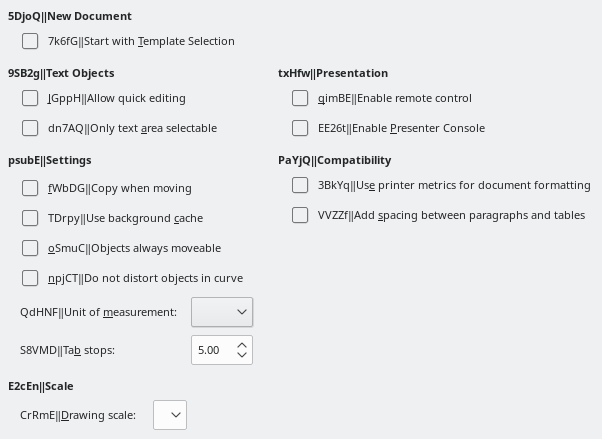 5DjoQ||New Document
7k6fG||Start with Template Selection
9SB2g||Text Objects
JGppH||Allow quick editing
dn7AQ||Only text area selectable
psubE||Settings
fWbDG||Copy when moving
TDrpy||Use background cache
oSmuC||Objects always moveable
npjCT||Do not distort objects in curve
QdHNF||Unit of measurement:
S8VMD||Tab stops:
5.00
E2cEn||Scale
CrRmE||Drawing scale:
txHfw||Presentation
qimBE||Enable remote control
EE26t||Enable Presenter Console
PaYjQ||Compatibility
3BkYq||Use printer metrics for document formatting
VVZZf||Add spacing between paragraphs and tables